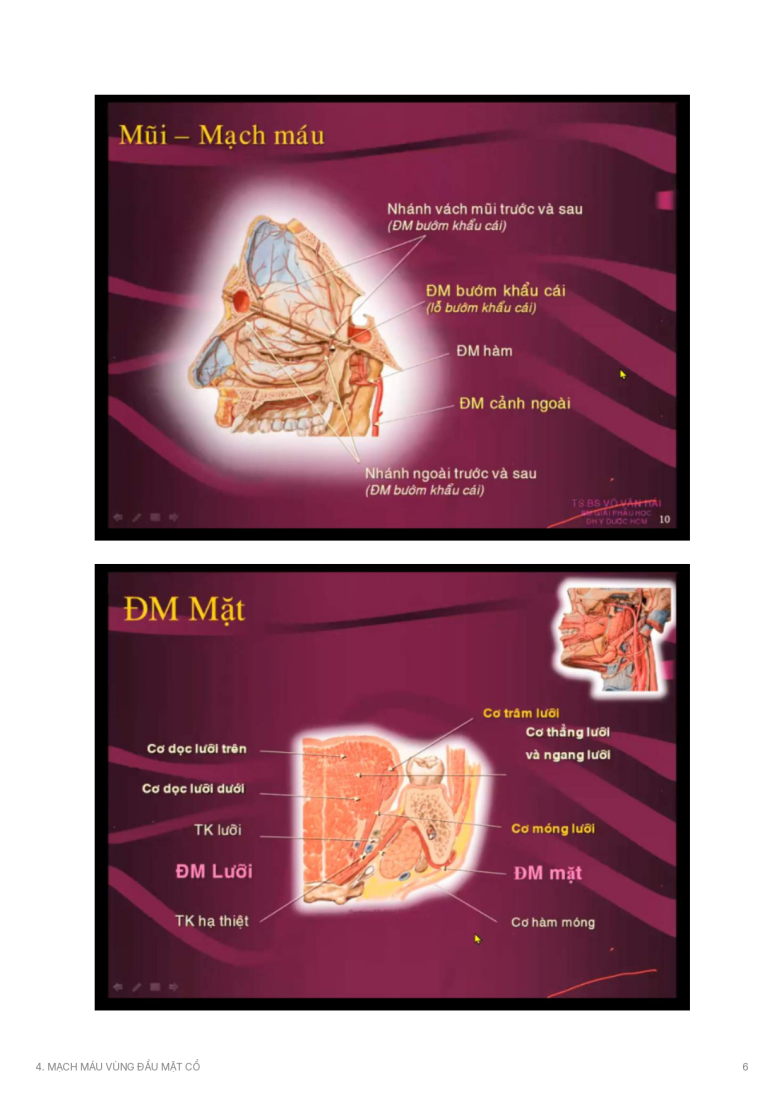 Mũi – Mạch máu
Nhánh vách mũi trước và sau
(ĐM bướm khẩu cái)
ĐM bướm khẩu cái
(lỗ bướm khẩu cái)
ĐM hàm
ĐM cảnh ngoài
Nhánh ngoài trước và sau
(ĐM bướm khẩu cái)
TS.BS VÕ VĂN HẢI
BM GIẢI PHẪU HỌC
ĐH Y DƯỢC HCM
10
ĐM Mặt
Cơ trâm lưỡi
Cơ thẳng lưỡi
và ngang lưỡi
Cơ dọc lưỡi trên
Cơ dọc lưỡi dưới
TK lưỡi
Cơ móng lưỡi
ĐM Lưỡi
ĐM mặt
TK hạ thiệt
Cơ hàm móng
4. MẠCH MÁU VÙNG ĐẦU MẶT CỔ
6